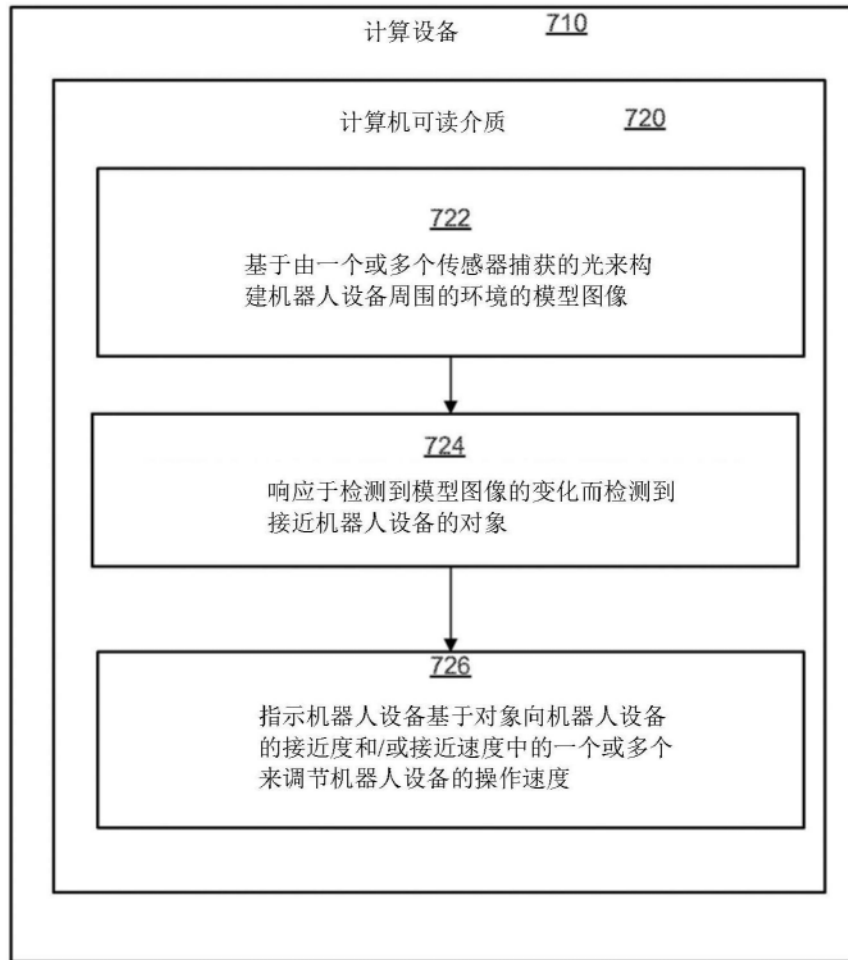 计算设备 710
计算机可读介质 720
722
基于由一个或多个传感器捕获的光来构
建机器人设备周围的环境的模型图像
724
响应于检测到模型图像的变化而检测到
接近机器人设备的对象
726
指示机器人设备基于对象向机器人设备
的接近度和/或接近速度中的一个或多个
来调节机器人设备的操作速度